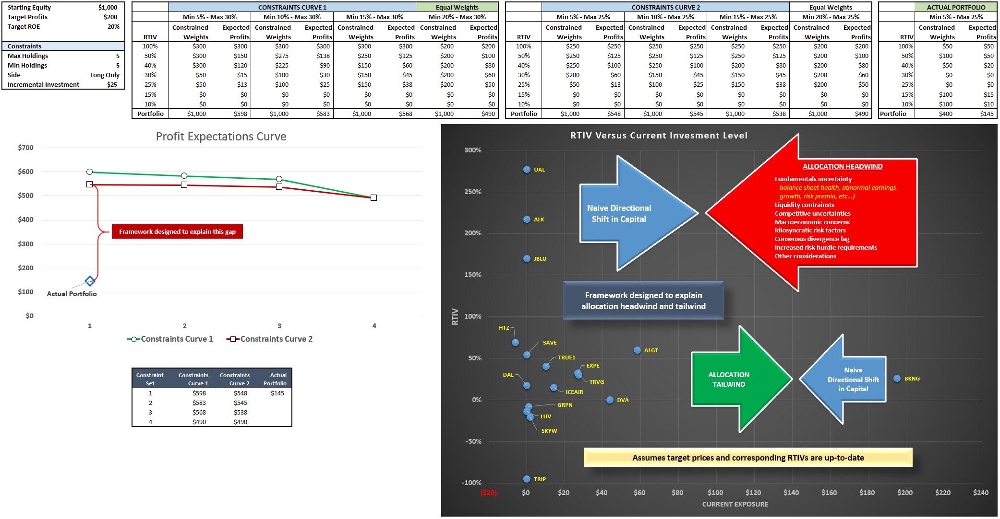 Starting Equity $1,000
Target Profits $200
Target ROE 20%
Constraints
Max Holdings 5
Min Holdings 5
Side Long Only
Incremental Investment $25
CONSTRAINTS CURVE 1 Equal Weights
Min 5% - Max 30% Min 10% - Max 30% Min 15% - Max 30% Min 20% - Max 30%
Constrained Expected Constrained Expected Constrained Expected Constrained Expected
RTIV Weights Profits Weights Profits Weights Profits Weights Profits
100% $300 $300 $300 $300 $300 $300 $200 $200
50% $300 $150 $275 $138 $250 $125 $200 $100
40% $300 $120 $225 $90 $150 $60 $200 $80
30% $50 $15 $100 $30 $150 $45 $200 $60
25% $50 $13 $100 $25 $150 $38 $200 $50
15% $0 $0 $0 $0 $0 $0 $0 $0
10% $0 $0 $0 $0 $0 $0 $0 $0
Portfolio $1,000 $598 $1,000 $583 $1,000 $568 $1,000 $490
CONSTRAINTS CURVE 2 Equal Weights
Min 5% - Max 25% Min 10% - Max 25% Min 15% - Max 25% Min 20% - Max 25%
Constrained Expected Constrained Expected Constrained Expected Constrained Expected
RTIV Weights Profits Weights Profits Weights Profits Weights Profits
100% $250 $250 $250 $250 $250 $250 $200 $200
50% $250 $125 $250 $125 $250 $125 $200 $100
40% $250 $100 $250 $100 $200 $80 $200 $80
30% $200 $60 $150 $45 $150 $45 $200 $60
25% $50 $13 $100 $25 $150 $38 $200 $50
15% $0 $0 $0 $0 $0 $0 $0 $0
10% $0 $0 $0 $0 $0 $0 $0 $0
Portfolio $1,000 $548 $1,000 $545 $1,000 $538 $1,000 $490
ACTUAL PORTFOLIO
Min 5% - Max 25%
Constrained Expected
RTIV Weights Profits
100% $50 $50
50% $100 $50
40% $50 $20
30% $0 $0
25% $0 $0
15% $100 $15
10% $100 $10
Portfolio $400 $145
Profit Expectations Curve
$700
$600
$500
$400
Framework designed to explain this gap
$300
$200
$100
Actual Portfolio
$0
1 2 3 4
Constraints Curve 1 Constraints Curve 2
Constraint Constraints Constraints Actual
Set Curve 1 Curve 2 Portfolio
1 $598 $548 $145
2 $583 $545
3 $568 $538
4 $490 $490
RTIV Versus Current Invesment Level
300%
250%
200%
150%
100%
50%
0%
-50%
-100%
RTIV
UAL
ALK
JBLU
HTZ
SAVE
TRUE1
ALGT
EXPE
DAL
TRVG
BKNG
ICEAIR
DVA
GRPN
LUV
SKYW
TRIP
Naive Directional
Shift in Capital
ALLOCATION HEADWIND
Fundamentals uncertainty
balance sheet health, abnormal earnings
growth, risk premia, etc...)
Liquidity contrainsts
Competitive uncertainties
Macroeconomic concerns
Idiosyncratic risk factors
Consensus divergence lag
Increased risk hurdle requirements
Other considerations
Framework designed to explain
allocation headwind and tailwind
ALLOCATION
TAILWIND
Naive
Directional Shift
in Capital
Assumes target prices and corresponding RTIVs are up-to-date
($20) $0 $20 $40 $60 $80 $100 $120 $140 $160 $180 $200 $220 $240
CURRENT EXPOSURE